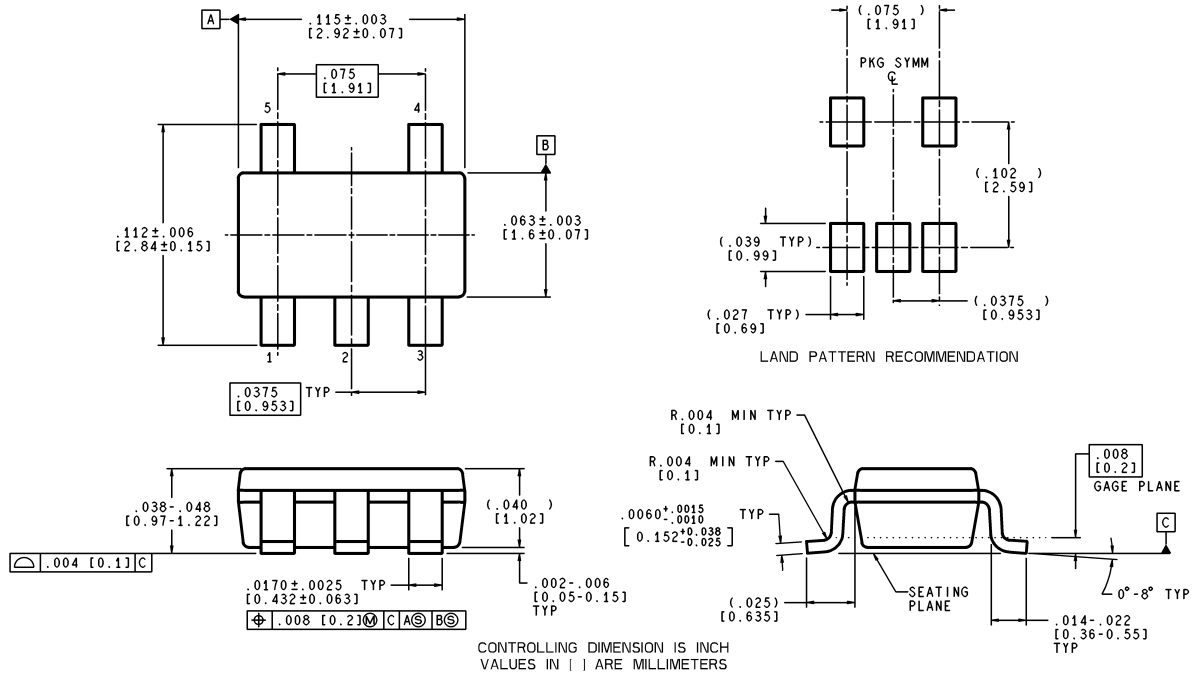 A
.115±.003
[2.92±0.07]
.075
[1.91]
5
4
B
.112±.006
[2.84±0.15]
.063±.003
[1.6±0.07]
1
2
3
.0375 TYP
[0.953]
(.075 )
[1.91]
PKG SYMM
℄
(.102 )
[2.59]
(.039 TYP)
[0.99]
(.027 TYP)
[0.69]
(.0375 )
[0.953]
LAND PATTERN RECOMMENDATION
.038-.048
[0.97-1.22]
(.040 )
[1.02]
⌓ .004 [0.1] C
.0170±.0025 TYP
[0.432±0.063]
⌖ .008 [0.2]Ⓜ C AⓈ BⓈ
.002-.006
[0.05-0.15]
TYP
R.004 MIN TYP
[0.1]
R.004 MIN TYP
[0.1]
.0060+.0015 -.0010 TYP
[0.152+0.038 -0.025]
.008
[0.2]
GAGE PLANE
C
SEATING
PLANE
0°-8° TYP
(.025)
[0.635]
.014-.022
[0.36-0.55]
TYP
CONTROLLING DIMENSION IS INCH
VALUES IN [ ] ARE MILLIMETERS